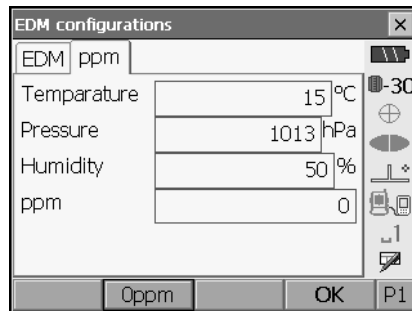 EDM configurations ×
EDM ppm
Temparature 15 °C
-30
Pressure 1013 hPa
Humidity 50 %
ppm 0
1
0ppm OK P1